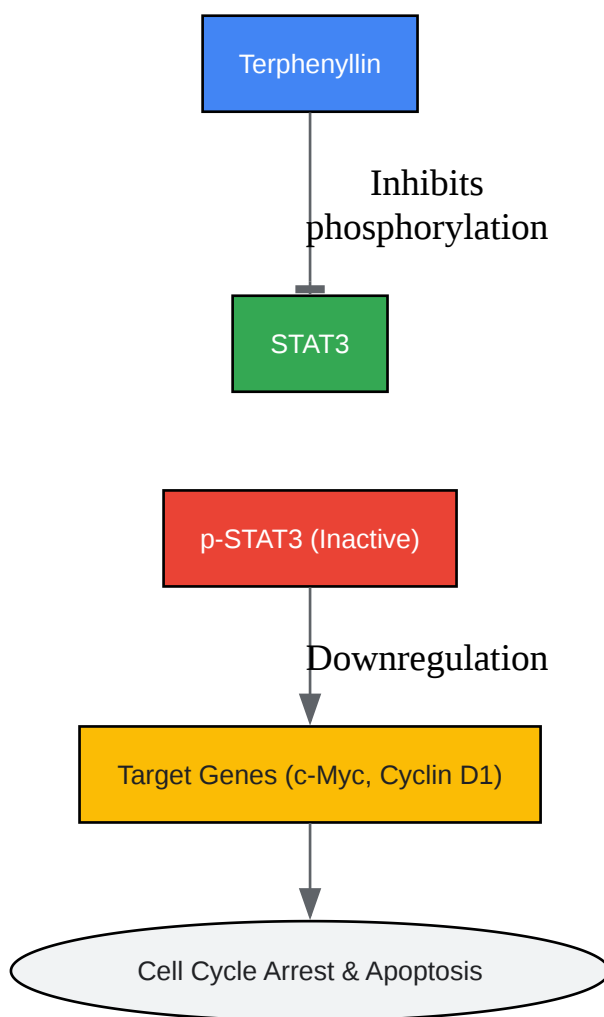 Terphenyllin
Inhibits
phosphorylation
STAT3
p-STAT3 (Inactive)
Downregulation
Target Genes (c-Myc, Cyclin D1)
Cell Cycle Arrest & Apoptosis